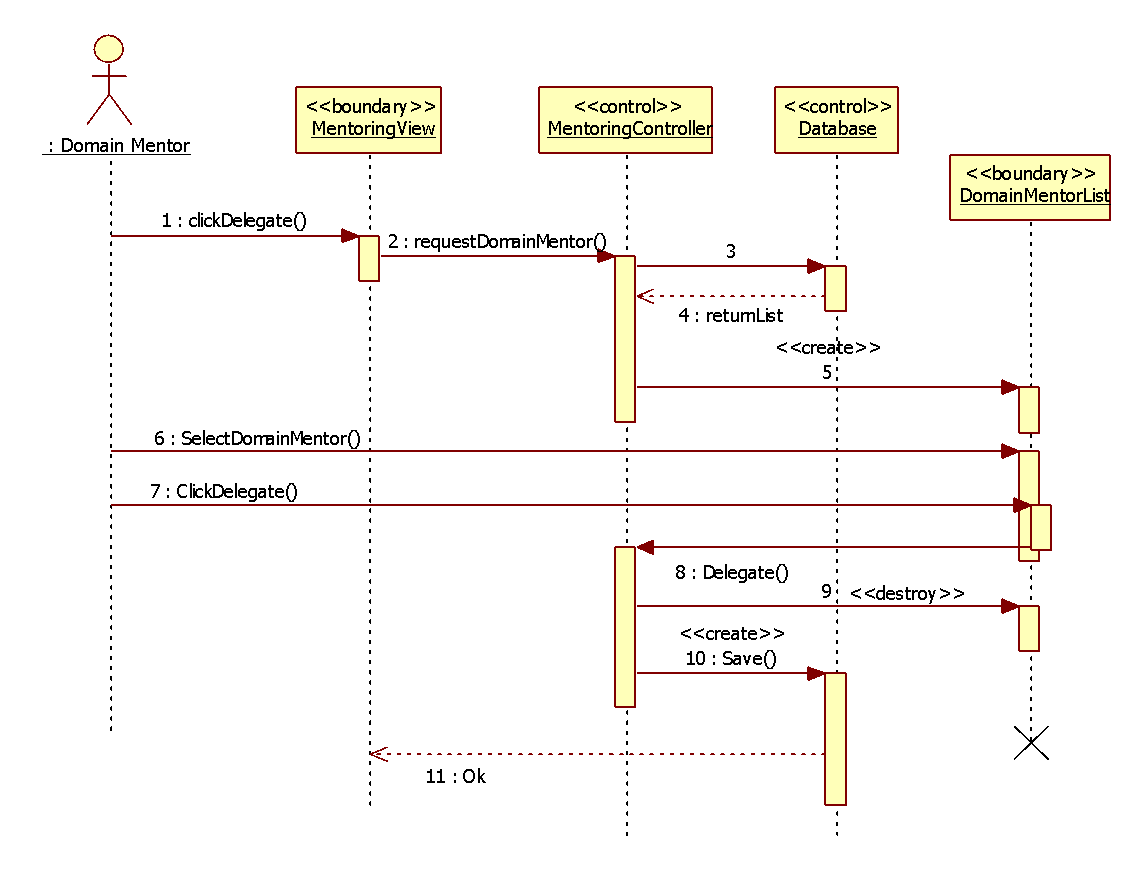 : Domain Mentor
<<boundary>>
MentoringView
<<control>>
MentoringController
<<control>>
Database
<<boundary>>
DomainMentorList
1 : clickDelegate()
2 : requestDomainMentor()
3
4 : returnList
<<create>>
5
6 : SelectDomainMentor()
7 : ClickDelegate()
8 : Delegate()
9
<<destroy>>
<<create>>
10 : Save()
11 : Ok